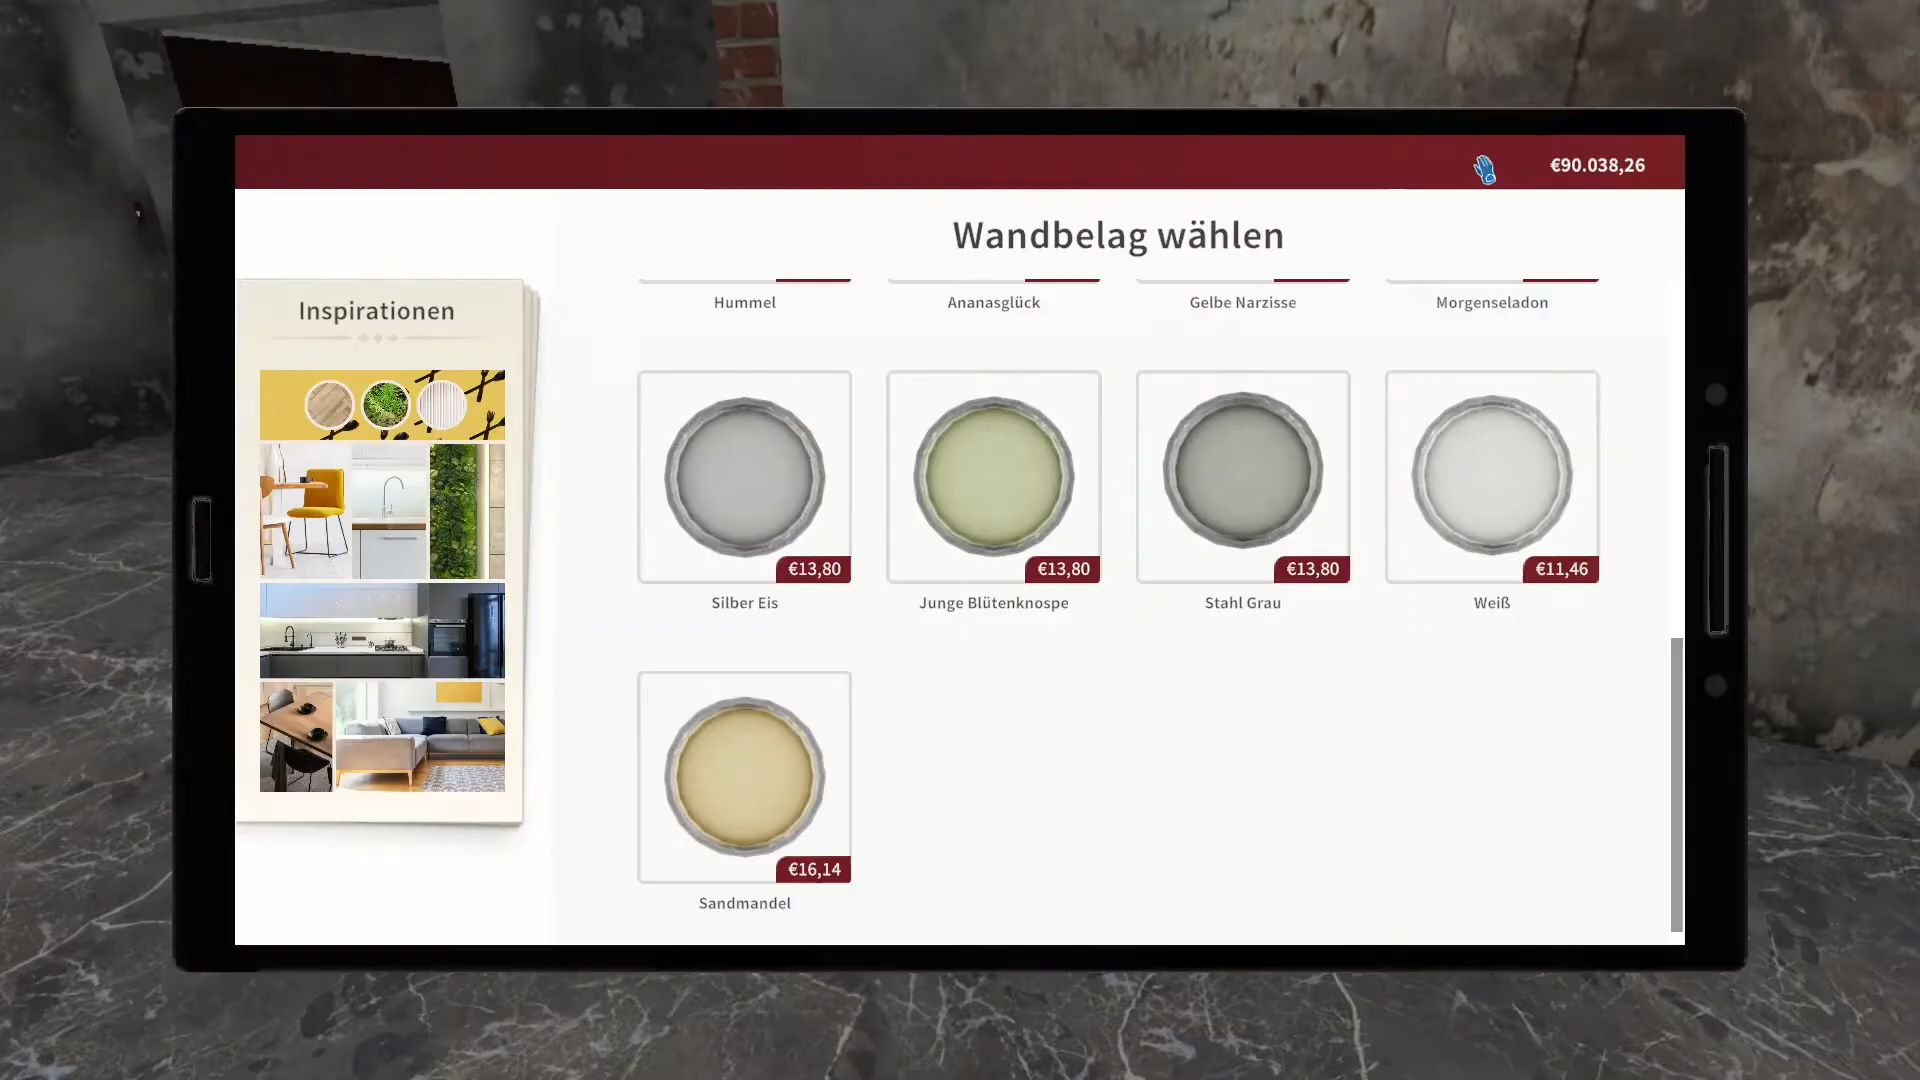 €90.038,26
Wandbelag wählen
Inspirationen
Hummel
Ananasglück
Gelbe Narzisse
Morgenseladon
€13,80
€13,80
€13,80
€11,46
Silber Eis
Junge Blütenknospe
Stahl Grau
Weiß
€16,14
Sandmandel